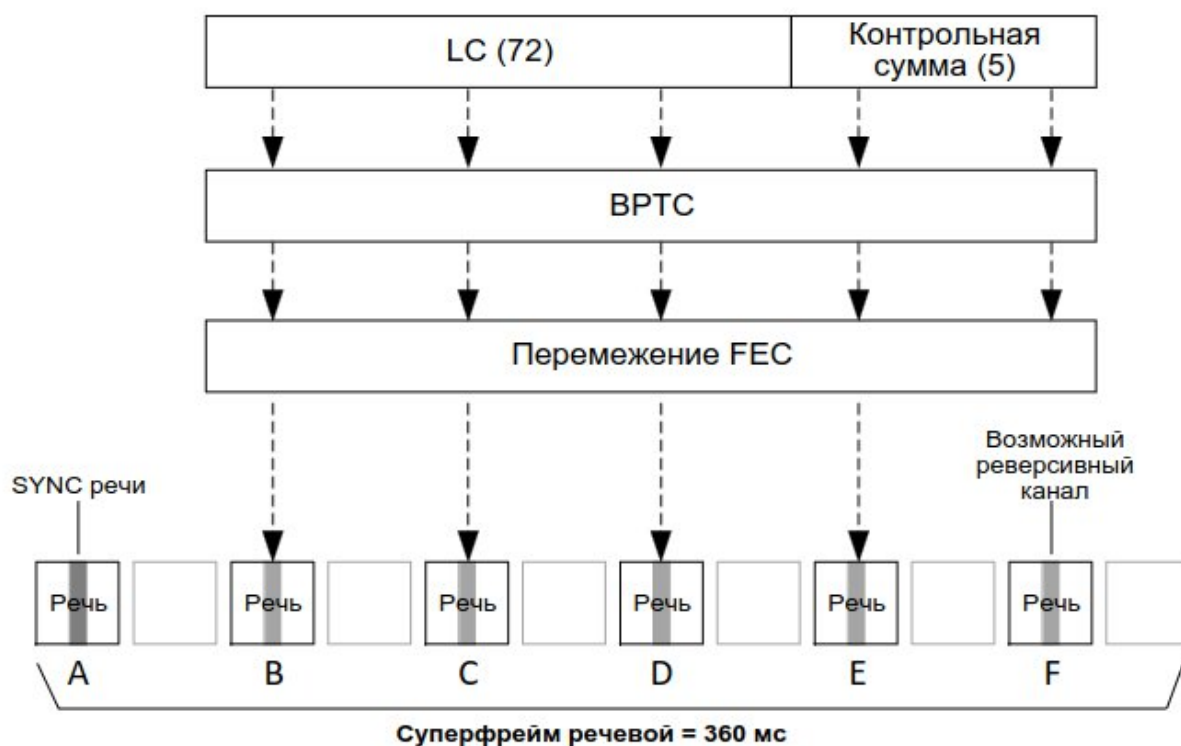 LC (72)
Контрольная
сумма (5)
BPTC
Перемежение FEC
SYNC речи
Возможный
реверсивный
канал
Речь Речь Речь Речь Речь Речь
A B C D E F
Суперфрейм речевой = 360 мс